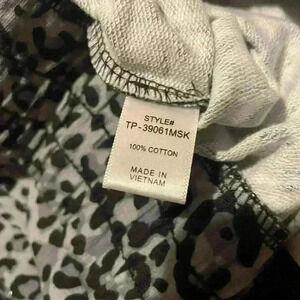 STYLE#
TP-39061MSK
100% COTTON
MADE IN
VIETNAM